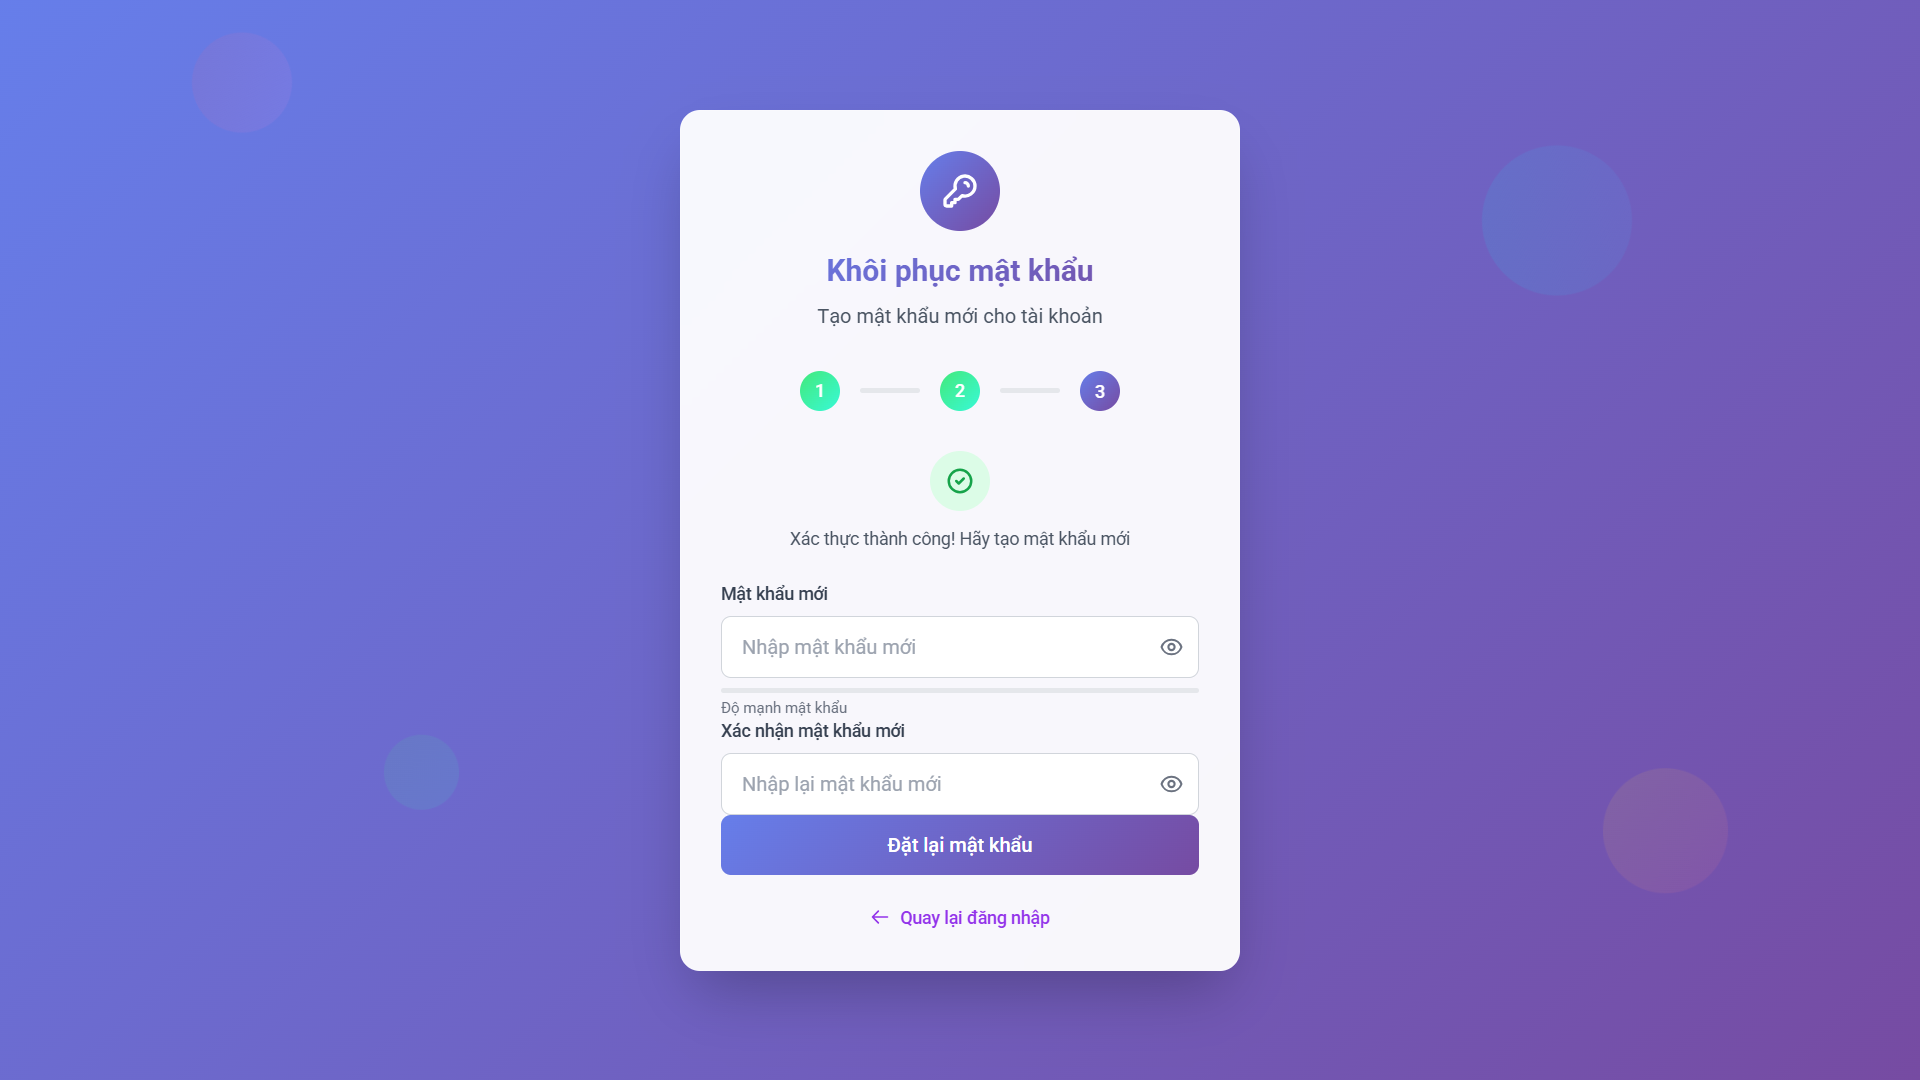 Khôi phục mật khẩu
Tạo mật khẩu mới cho tài khoản
1 2 3
Xác thực thành công! Hãy tạo mật khẩu mới
Mật khẩu mới
Nhập mật khẩu mới
Độ mạnh mật khẩu
Xác nhận mật khẩu mới
Nhập lại mật khẩu mới
Đặt lại mật khẩu
Quay lại đăng nhập